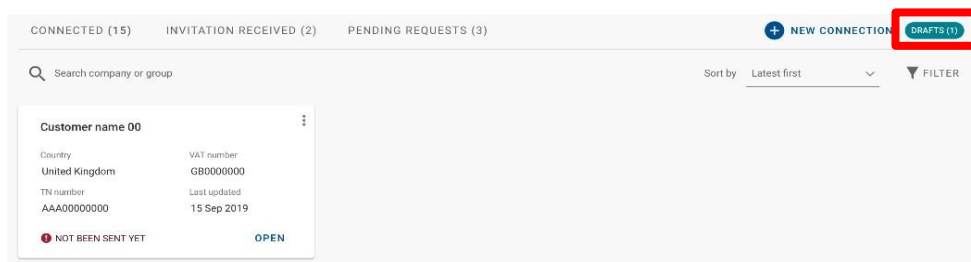 CONNECTED (15) INVITATION RECEIVED (2) PENDING REQUESTS (3) NEW CONNECTION DRAFTS (1)
Search company or group Sort by Latest first FILTER
Customer name 00
Country VAT number
United Kingdom GB0000000
TN number Last updated
AAA00000000 15 Sep 2019
NOT BEEN SENT YET OPEN